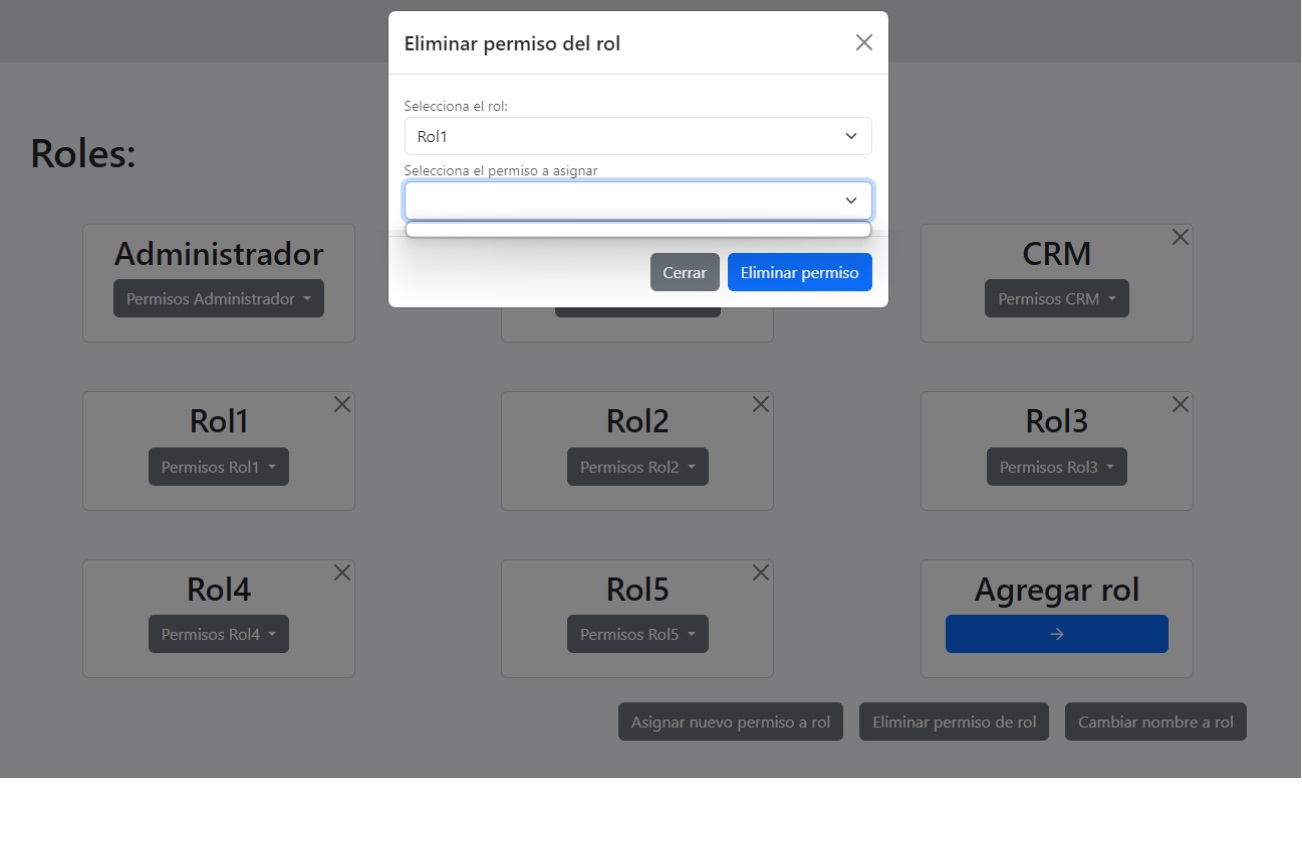 Eliminar permiso del rol
Selecciona el rol:
Rol1
Selecciona el permiso a asignar
Cerrar
Eliminar permiso
Roles:
Administrador
Permisos Administrador
CRM
Permisos CRM
Rol1
Permisos Rol1
Rol2
Permisos Rol2
Rol3
Permisos Rol3
Rol4
Permisos Rol4
Rol5
Permisos Rol5
Agregar rol
Asignar nuevo permiso a rol
Eliminar permiso de rol
Cambiar nombre a rol